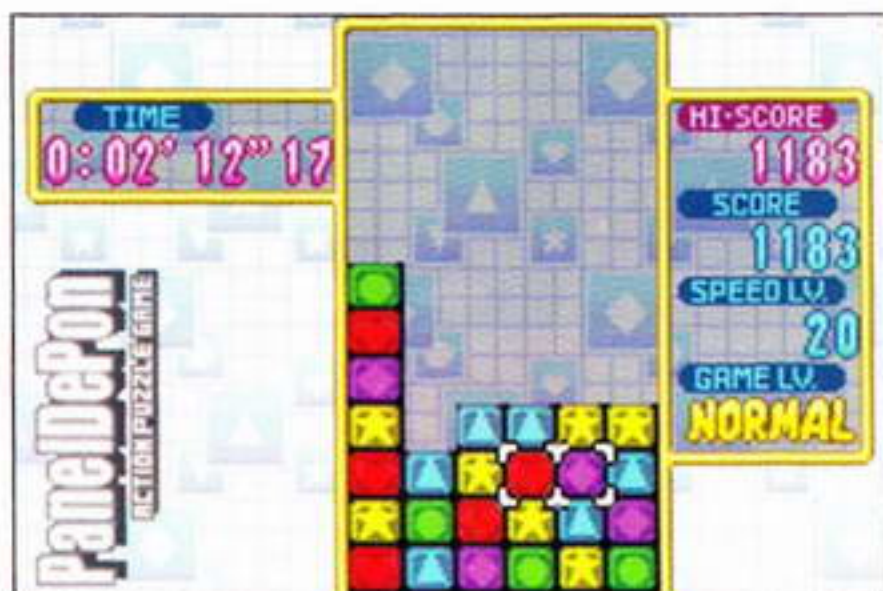 TIME
0:02' 12" 17
HI-SCORE
1183
SCORE
1183
SPEED LV.
20
GAME LV.
NORMAL
PanelDePon
ACTION PUZZLE GAME